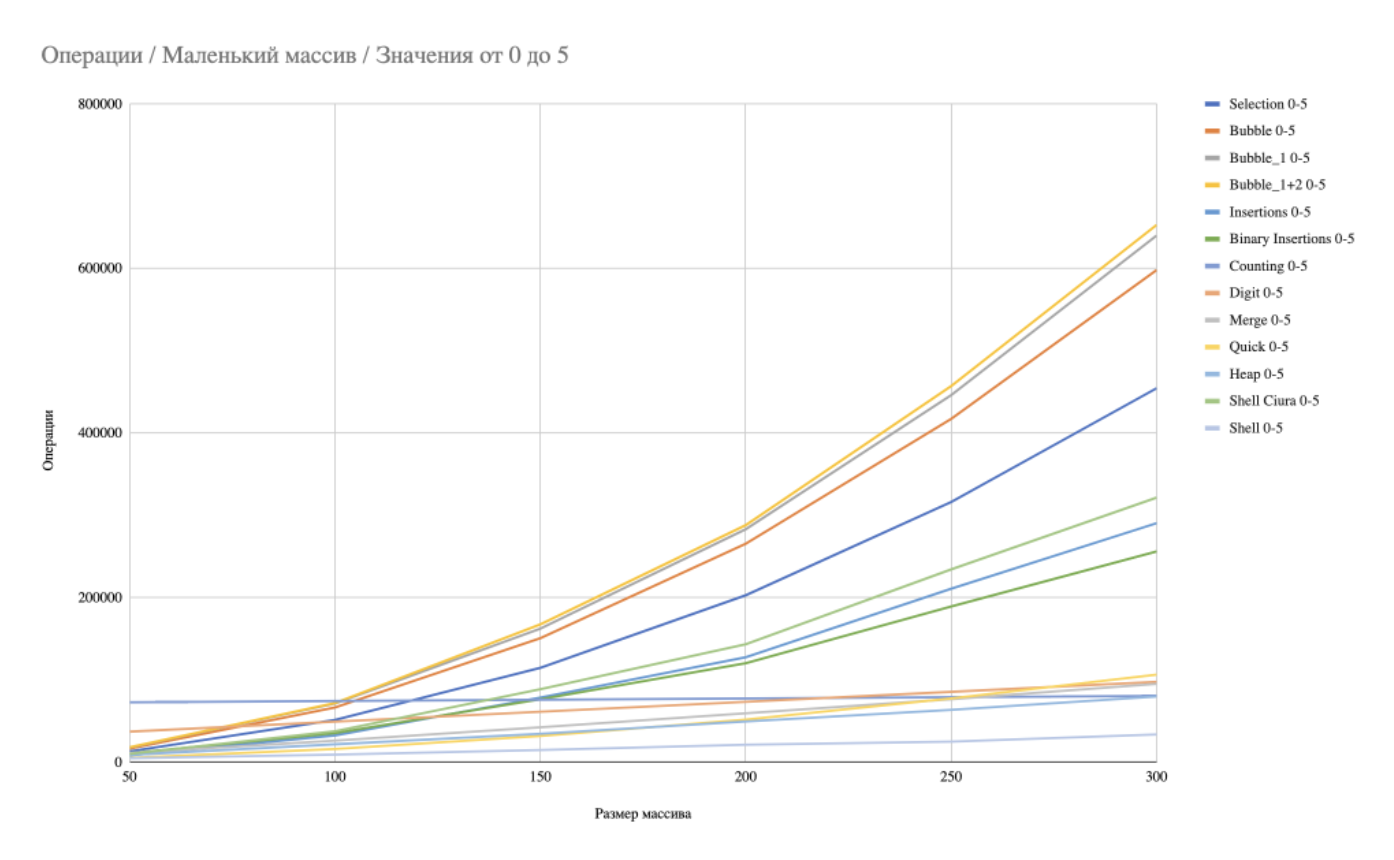 Операции / Маленький массив / Значения от 0 до 5
800000
600000
400000
200000
0
Операции
50
100
150
200
250
300
Размер массива
Selection 0-5
Bubble 0-5
Bubble_1 0-5
Bubble_1+2 0-5
Insertions 0-5
Binary Insertions 0-5
Counting 0-5
Digit 0-5
Merge 0-5
Quick 0-5
Heap 0-5
Shell Ciura 0-5
Shell 0-5